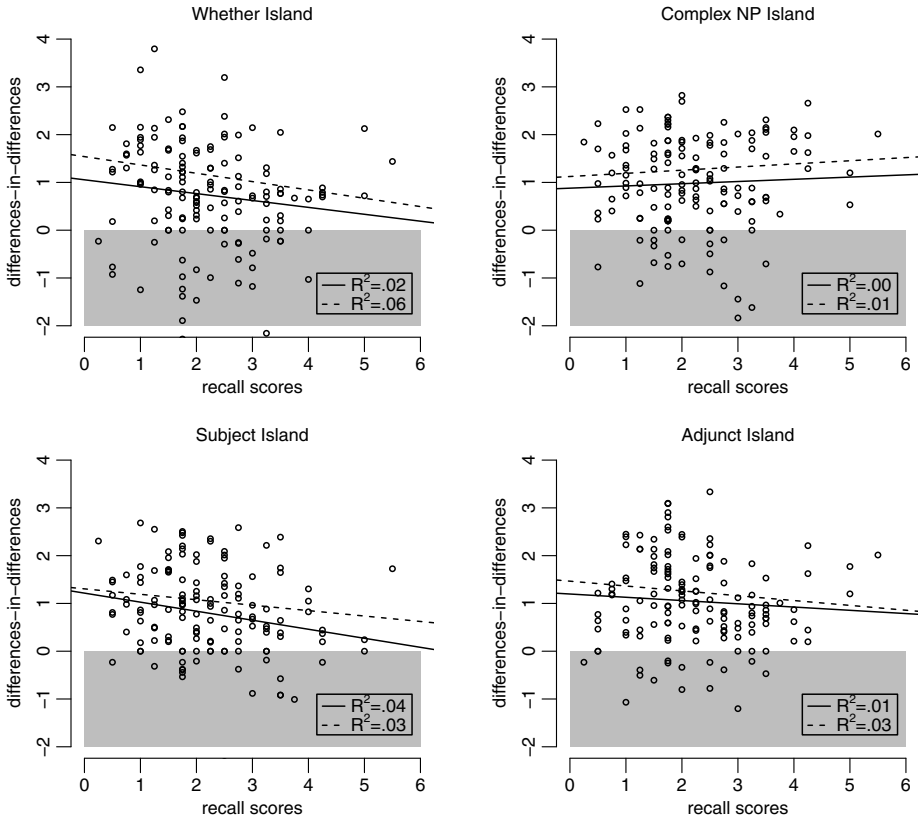 Whether Island
4
3
2
1
0
−1
−2
differences−in−differences
R²=.02
R²=.06
0 1 2 3 4 5 6
recall scores
Complex NP Island
4
3
2
1
0
−1
−2
differences−in−differences
R²=.00
R²=.01
0 1 2 3 4 5 6
recall scores
Subject Island
4
3
2
1
0
−1
−2
differences−in−differences
R²=.04
R²=.03
0 1 2 3 4 5 6
recall scores
Adjunct Island
4
3
2
1
0
−1
−2
differences−in−differences
R²=.01
R²=.03
0 1 2 3 4 5 6
recall scores